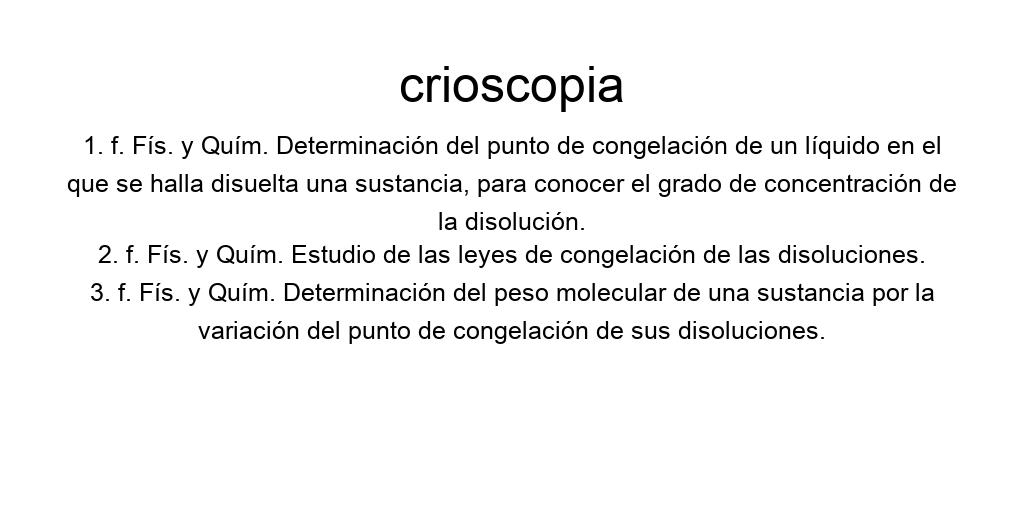 crioscopia
1. f. Fís. y Quím. Determinación del punto de congelación de un líquido en el
que se halla disuelta una sustancia, para conocer el grado de concentración de
la disolución.
2. f. Fís. y Quím. Estudio de las leyes de congelación de las disoluciones.
3. f. Fís. y Quím. Determinación del peso molecular de una sustancia por la
variación del punto de congelación de sus disoluciones.